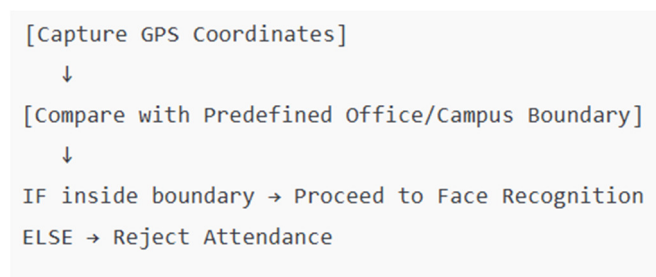 [Capture GPS Coordinates]
↓
[Compare with Predefined Office/Campus Boundary]
↓
IF inside boundary → Proceed to Face Recognition
ELSE → Reject Attendance